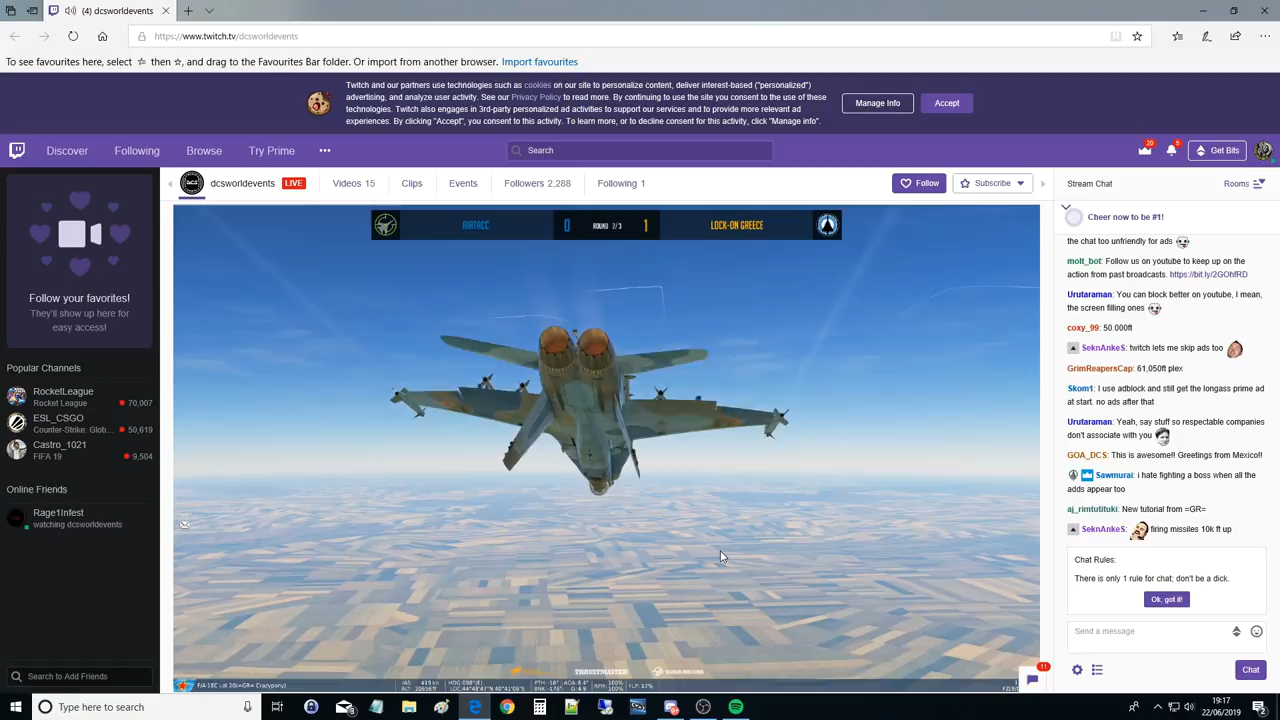 (4) dcsworldevents
https://www.twitch.tv/dcsworldevents
To see favourites here, select ☆ then ☆, and drag to the Favourites Bar folder. Or import from another browser. Import favourites
Twitch and our partners use technologies such as cookies on our site to personalize content, deliver interest-based ("personalized")
advertising, and analyze user activity. See our Privacy Policy to read more. By continuing to use the site you consent to the use of these
technologies. Twitch also engages in 3rd-party personalized ad activities to support our services and to provide more relevant ad
experiences. By clicking "Accept", you consent to this activity. To learn more, or to decline consent for this activity, click "Manage info".
Manage Info
Accept
Discover Following Browse Try Prime
Search
20
6
Get Bits
dcsworldevents LIVE Videos 15 Clips Events Followers 2,288 Following 1
Follow
Subscribe
Stream Chat
Rooms
Follow your favorites!
They'll show up here for
easy access!
Popular Channels
RocketLeague
Rocket League 70,007
ESL_CSGO
Counter-Strike: Glob... 50,619
Castro_1021
FIFA 19 9,504
Online Friends
Rage1Infest
watching dcsworldevents
Search to Add Friends
AIRTACC 0 ROUND 2/3 1 LOCK-ON GREECE
THRUSTMASTER
F/A-18C Lot 20(=GR= Crazypony)
Cheer now to be #1!
the chat too unfriendly for ads
molt_bot: Follow us on youtube to keep up on the
action from past broadcasts. https://bit.ly/2GOhfRD
Urutaraman: You can block better on youtube, I mean,
the screen filling ones
coxy_99: 50.000ft
SeknAnkeS: twitch lets me skip ads too
GrimReapersCap: 61,050ft plex
Skom1: I use adblock and still get the longass prime ad
at start. no ads after that
Urutaraman: Yeah, say stuff so respectable companies
don't associate with you
GOA_DCS: This is awesome!! Greetings from Mexico!!
Sawmurai: i hate fighting a boss when all the
adds appear too
aj_rimtutituki: New tutorial from =GR=
SeknAnkeS: firing missiles 10k ft up
Chat Rules:
There is only 1 rule for chat; don't be a dick.
Ok, got it!
Send a message
11
Chat
Type here to search
3
19:17
22/06/2019